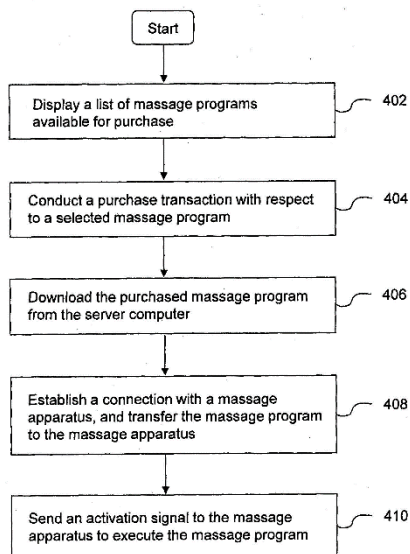 Start
Display a list of massage programs
available for purchase
402
Conduct a purchase transaction with respect
to a selected massage program
404
Download the purchased massage program
from the server computer
406
Establish a connection with a massage
apparatus, and transfer the massage program
to the massage apparatus
408
Send an activation signal to the massage
apparatus to execute the massage program
410